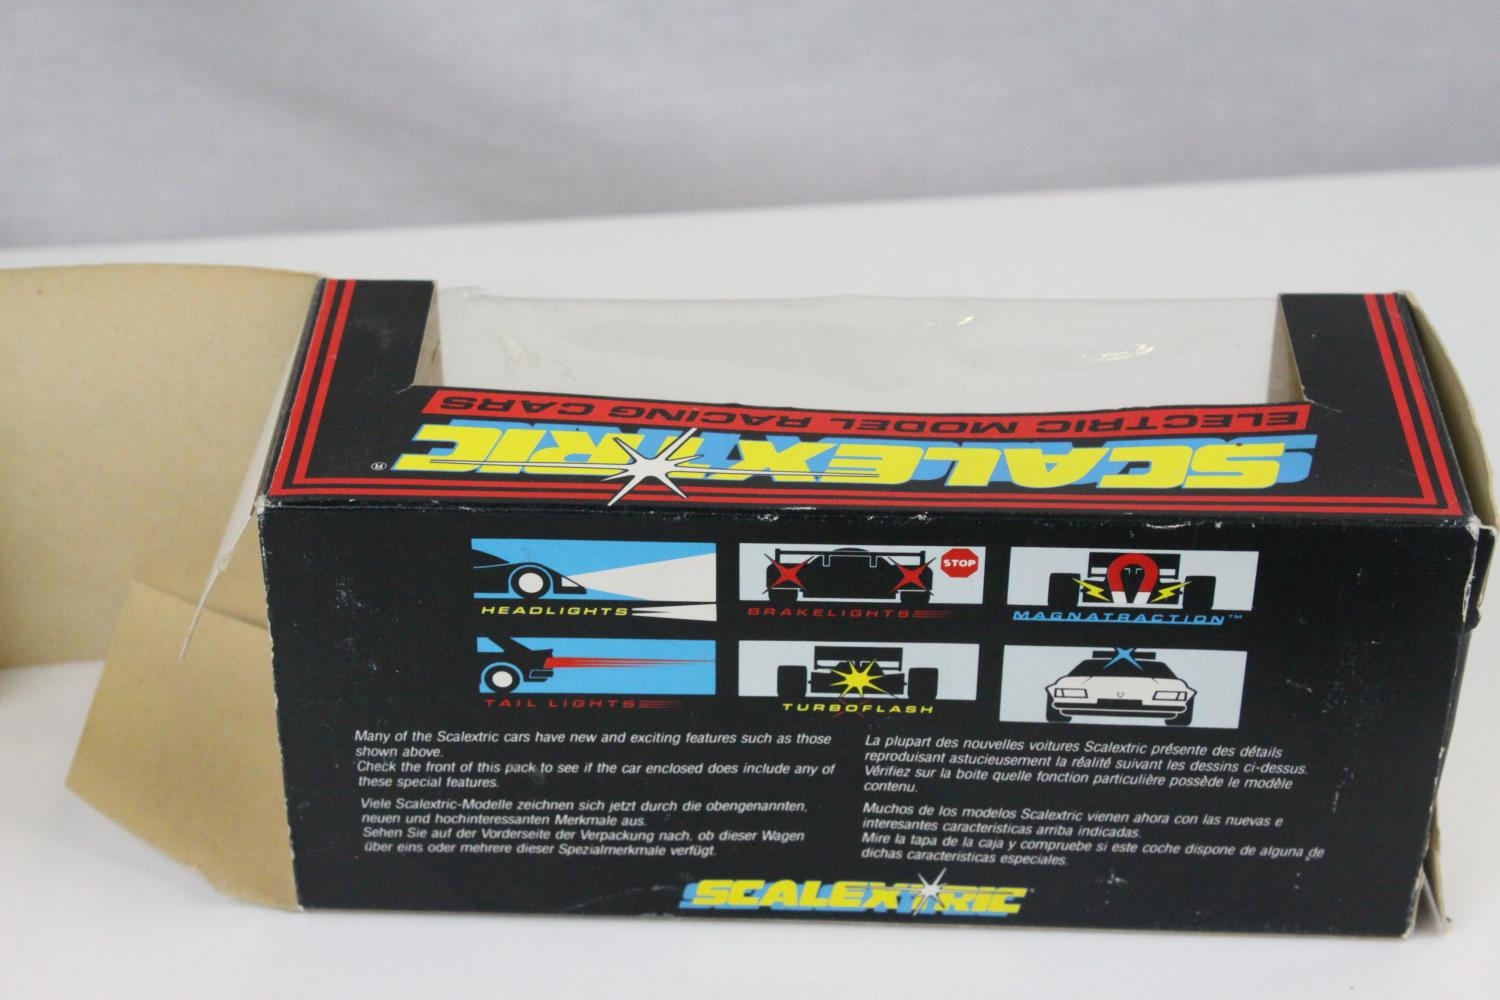 ELECTRIC MODEL RACING CARS
SCALEXTRIC ®
HEADLIGHTS
STOP
BRAKELIGHTS
MAGNATRACTION™
TAIL LIGHTS
TURBOFLASH
Many of the Scalextric cars have new and exciting features such as those
shown above.
Check the front of this pack to see if the car enclosed does include any of
these special features.
Viele Scalextric-Modelle zeichnen sich jetzt durch die obengenannten,
neuen und hochinteressanten Merkmale aus.
Sehen Sie auf der Vorderseite der Verpackung nach, ob dieser Wagen
über eins oder mehrere dieser Spezialmerkmale verfügt.
La plupart des nouvelles voitures Scalextric présente des détails
reproduisant astucieusement la réalité suivant les dessins ci-dessus.
Vérifiez sur la boite quelle fonction particulière possède le modèle
contenu.
Muchos de los modelos Scalextric vienen ahora con las nuevas e
interesantes caracteristicas arriba indicadas.
Mire la tapa de la caja y compruebe si este coche dispone de alguna de
dichas caracteristicas especiales.
SCALEXTRIC